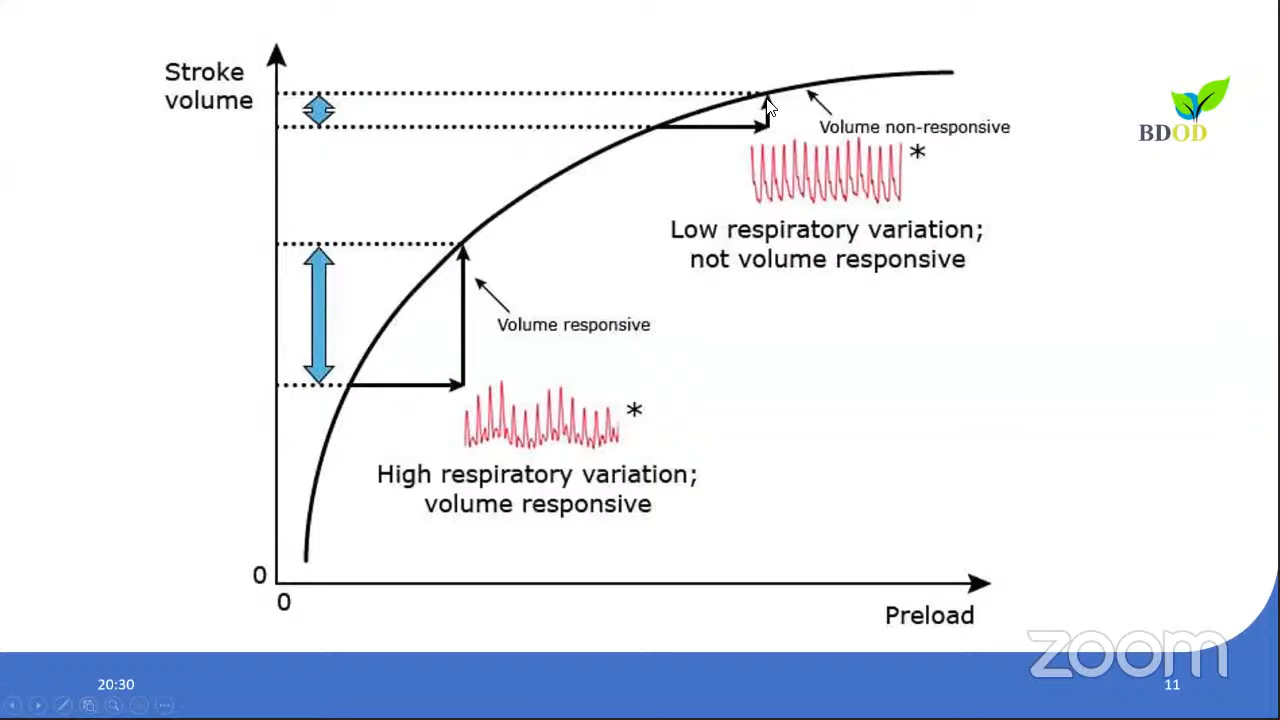 Stroke
volume
BDOD
Volume non-responsive
*
Low respiratory variation;
not volume responsive
Volume responsive
*
High respiratory variation;
volume responsive
0
0
Preload
zoom
20:30
11